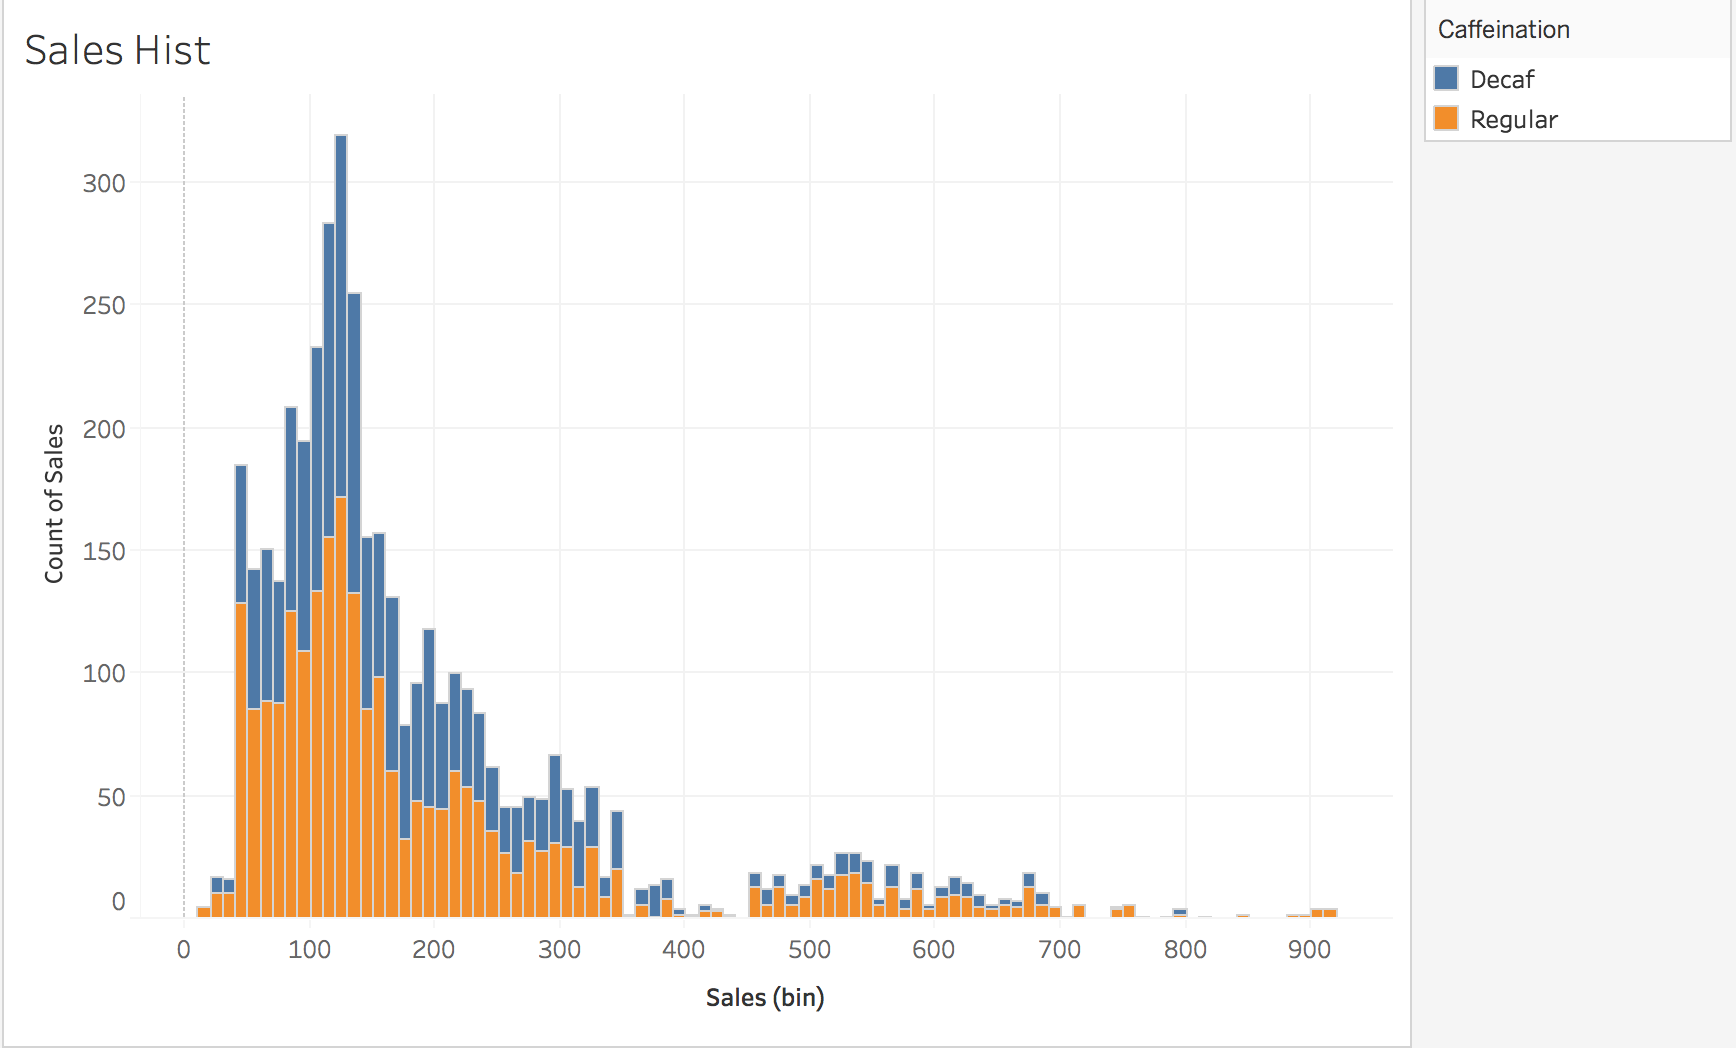 Sales Hist
Caffeination
Decaf
Regular
Count of Sales
300
250
200
150
100
50
0
0 100 200 300 400 500 600 700 800 900
Sales (bin)